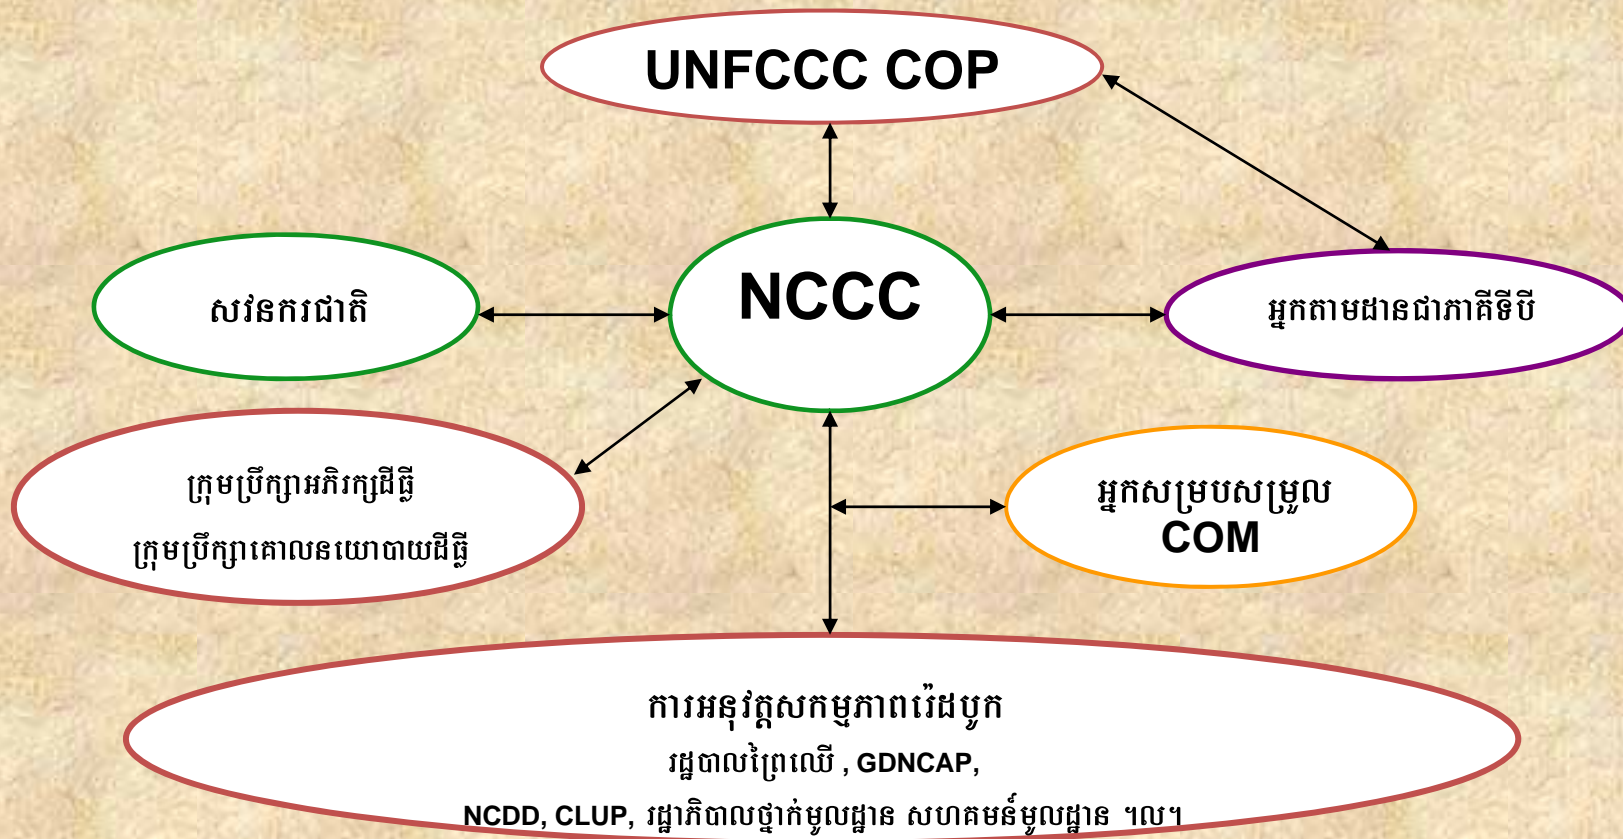 UNFCCC COP
NCCC
សវនករជាតិ
អ្នកតាមដានជាភាគីទីបី
ក្រុមប្រឹក្សាអភិរក្សដីធ្លី
ក្រុមប្រឹក្សាគោលនយោបាយដីធ្លី
អ្នកសម្របសម្រួល
COM
ការអនុវត្តសកម្មភាពរ៉េដបូក
រដ្ឋបាលព្រៃឈើ , GDNCAP,
NCDD, CLUP, រដ្ឋាភិបាលថ្នាក់មូលដ្ឋាន សហគមន៍មូលដ្ឋាន ។ល។